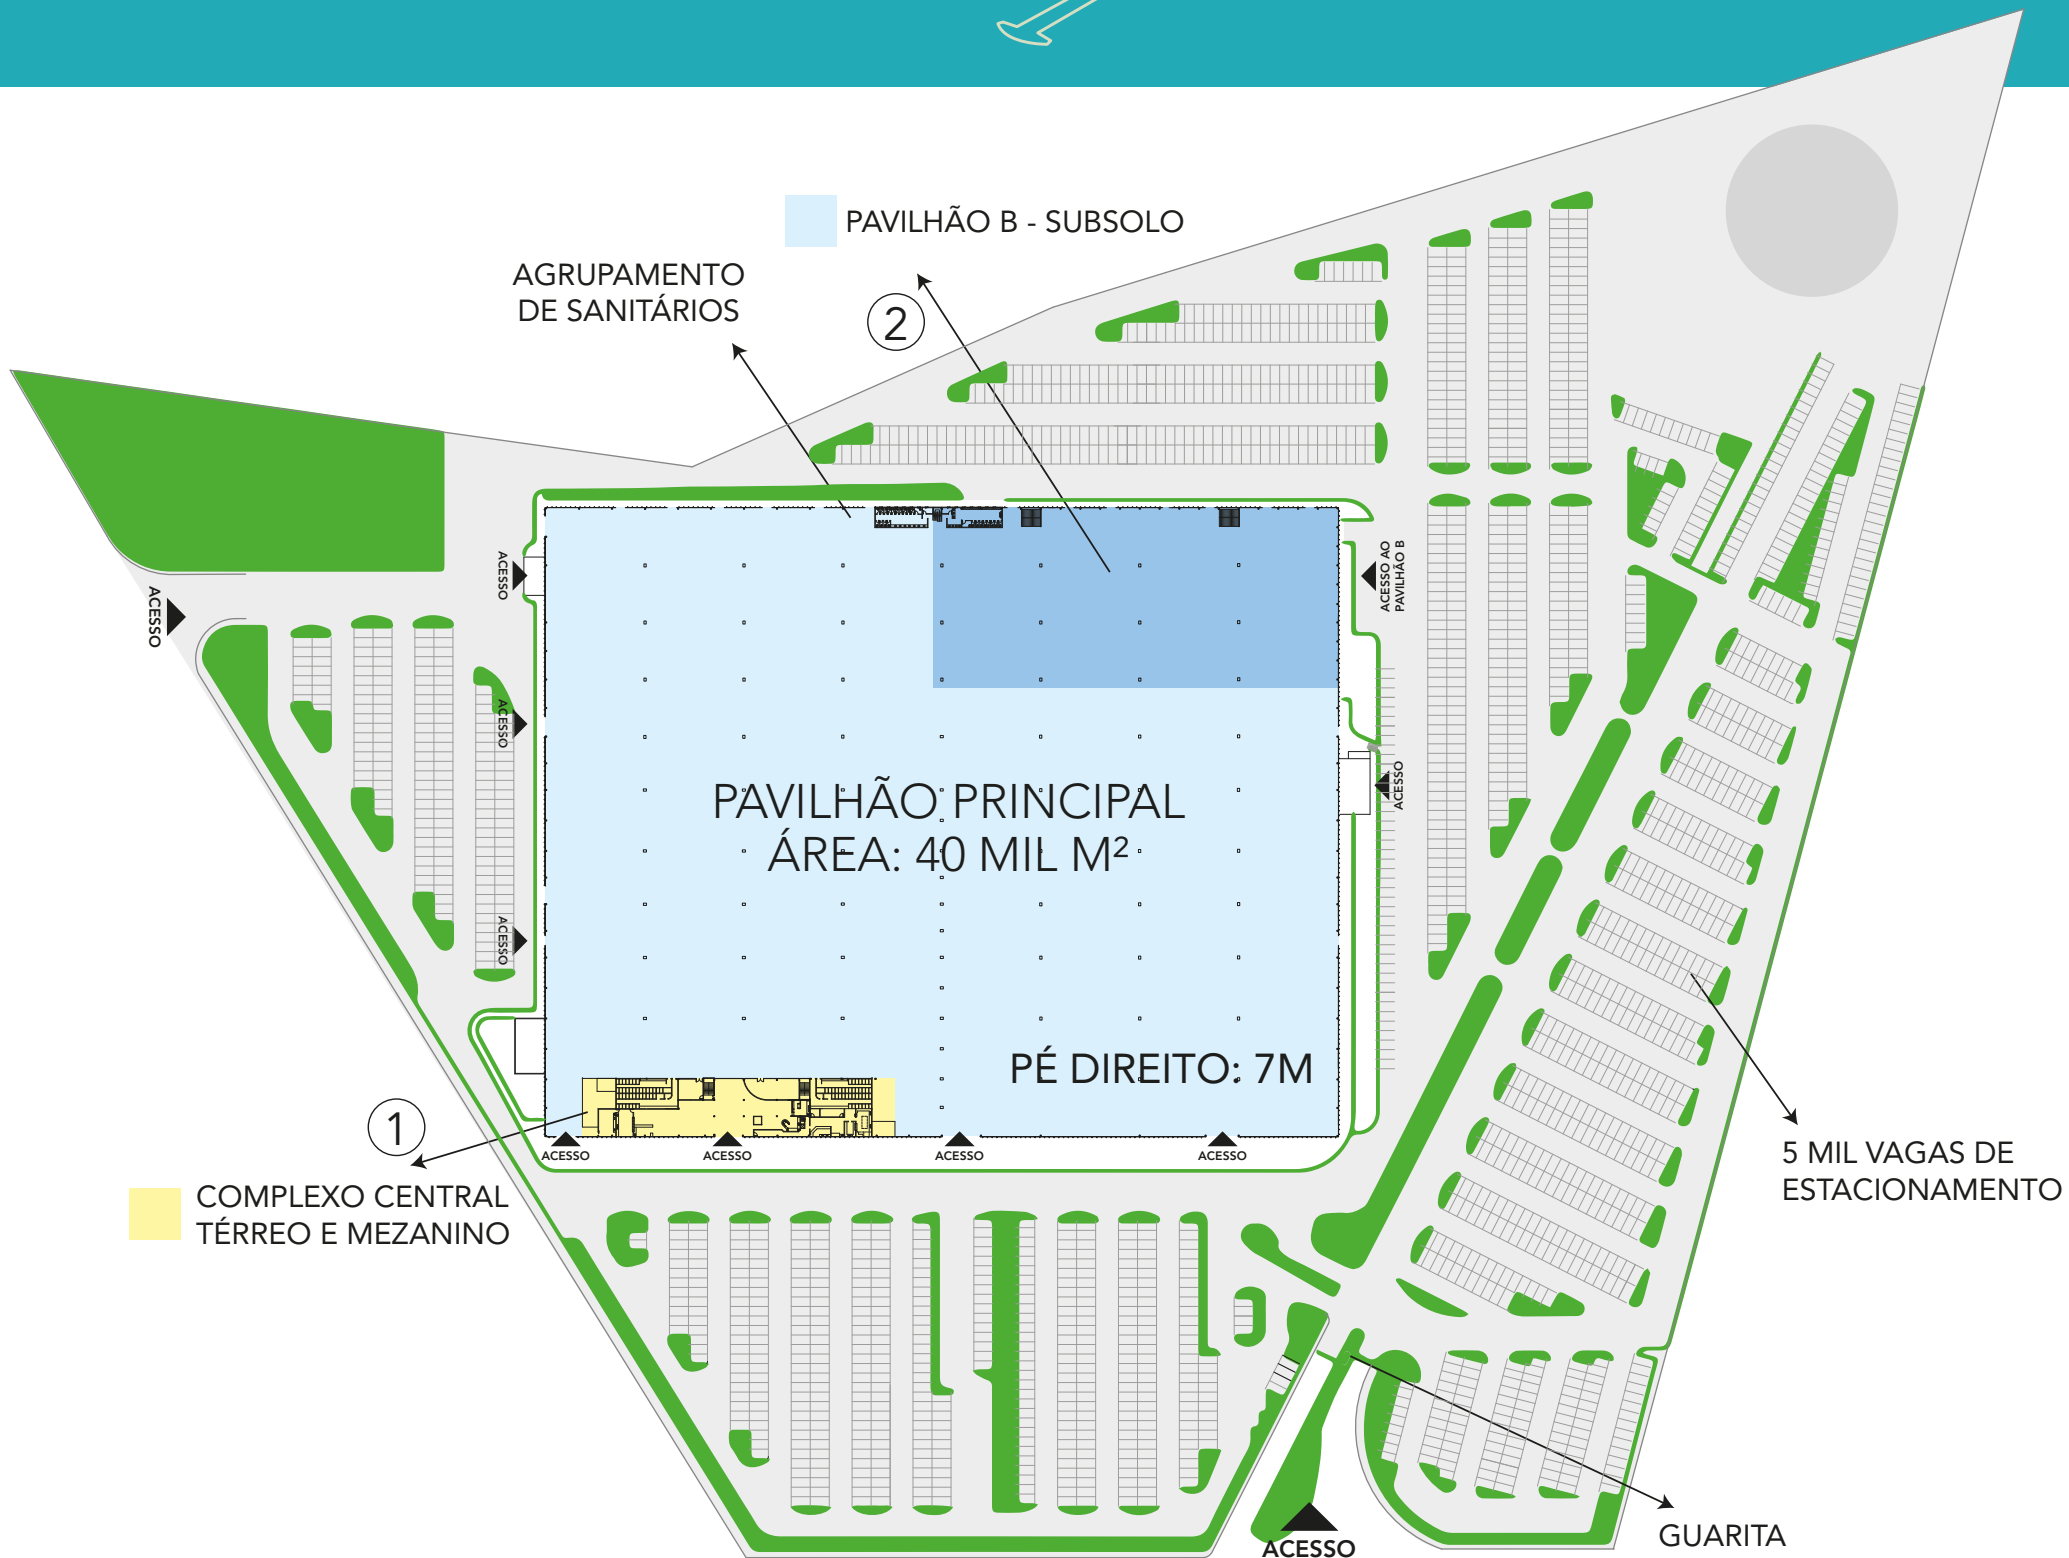 PAVILHÃO B - SUBSOLO
AGRUPAMENTO
DE SANITÁRIOS
2
ACESSO
ACESSO AO
PAVILHÃO B
ACESSO
ACESSO
ACESSO
PAVILHÃO PRINCIPAL
ÁREA: 40 MIL M²
ACESSO
PÉ DIREITO: 7M
1
ACESSO
ACESSO
ACESSO
ACESSO
COMPLEXO CENTRAL
TÉRREO E MEZANINO
5 MIL VAGAS DE
ESTACIONAMENTO
GUARITA
ACESSO